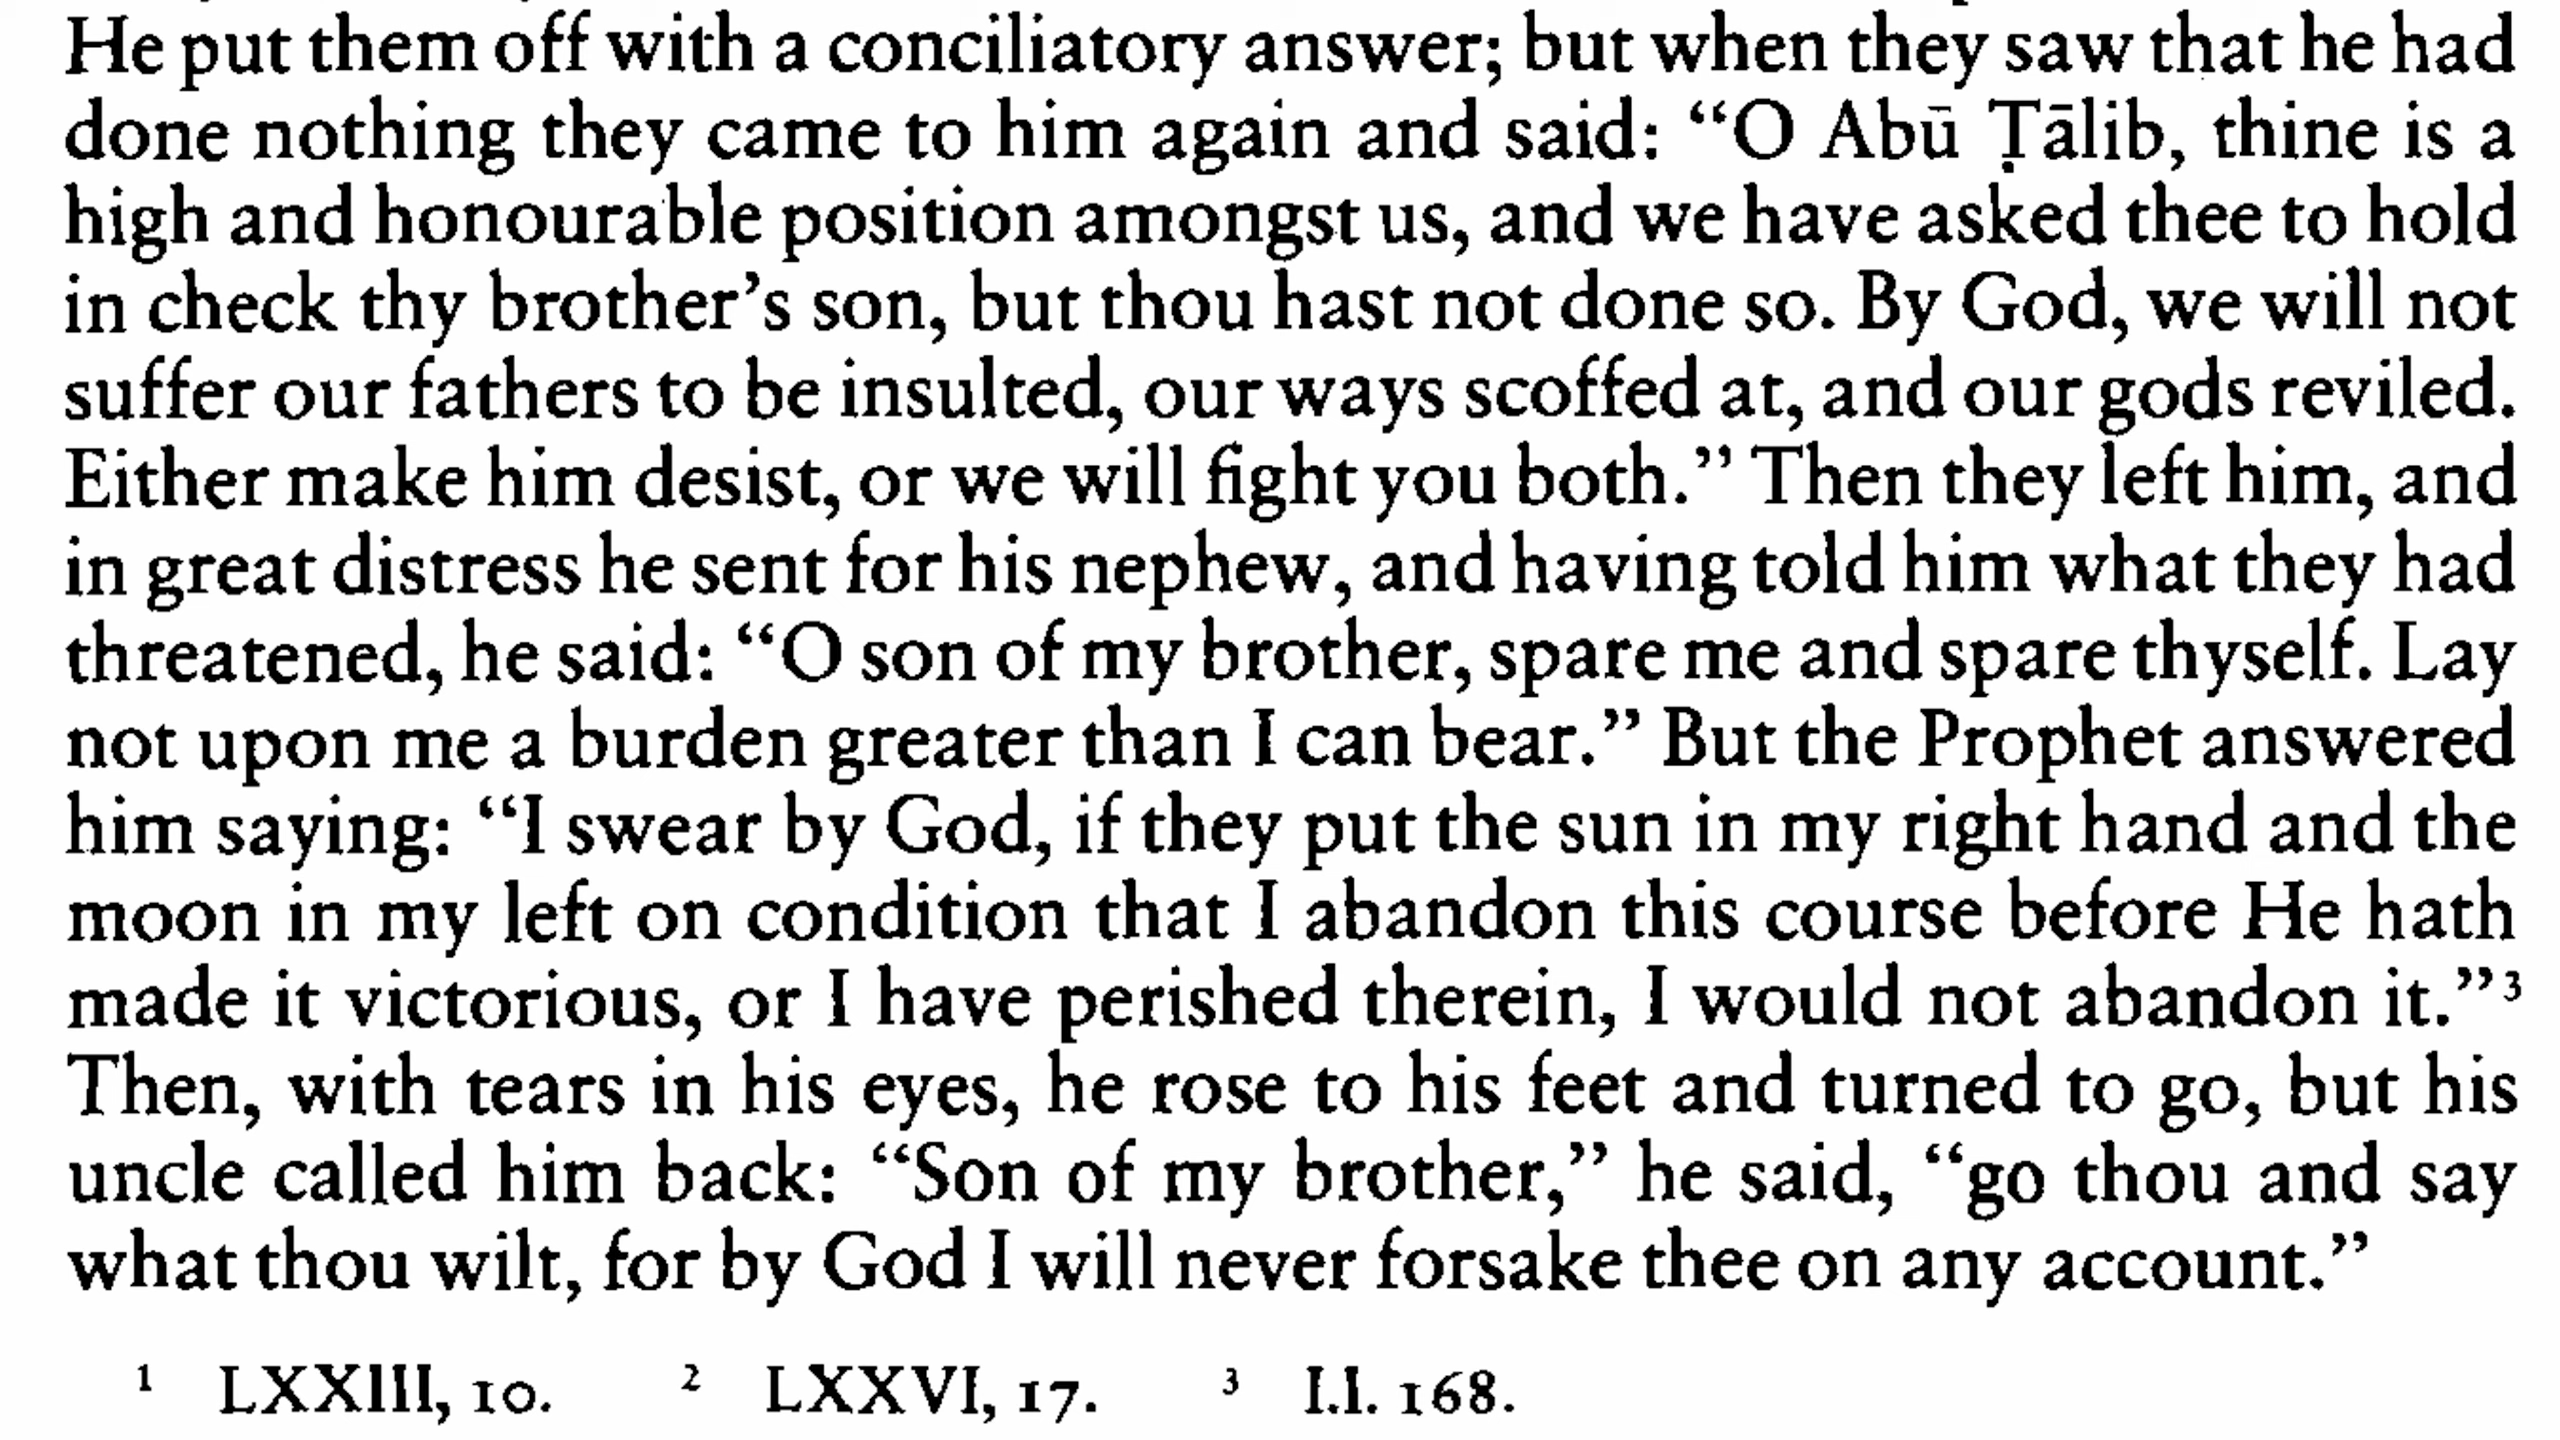 He put them off with a conciliatory answer; but when they saw that he had
done nothing they came to him again and said: “O Abū Ṭālib, thine is a
high and honourable position amongst us, and we have asked thee to hold
in check thy brother’s son, but thou hast not done so. By God, we will not
suffer our fathers to be insulted, our ways scoffed at, and our gods reviled.
Either make him desist, or we will fight you both.” Then they left him, and
in great distress he sent for his nephew, and having told him what they had
threatened, he said: “O son of my brother, spare me and spare thyself. Lay
not upon me a burden greater than I can bear.” But the Prophet answered
him saying: “I swear by God, if they put the sun in my right hand and the
moon in my left on condition that I abandon this course before He hath
made it victorious, or I have perished therein, I would not abandon it.”³
Then, with tears in his eyes, he rose to his feet and turned to go, but his
uncle called him back: “Son of my brother,” he said, “go thou and say
what thou wilt, for by God I will never forsake thee on any account.”
¹ LXXIII, 10. ² LXXVI, 17. ³ I.I. 168.